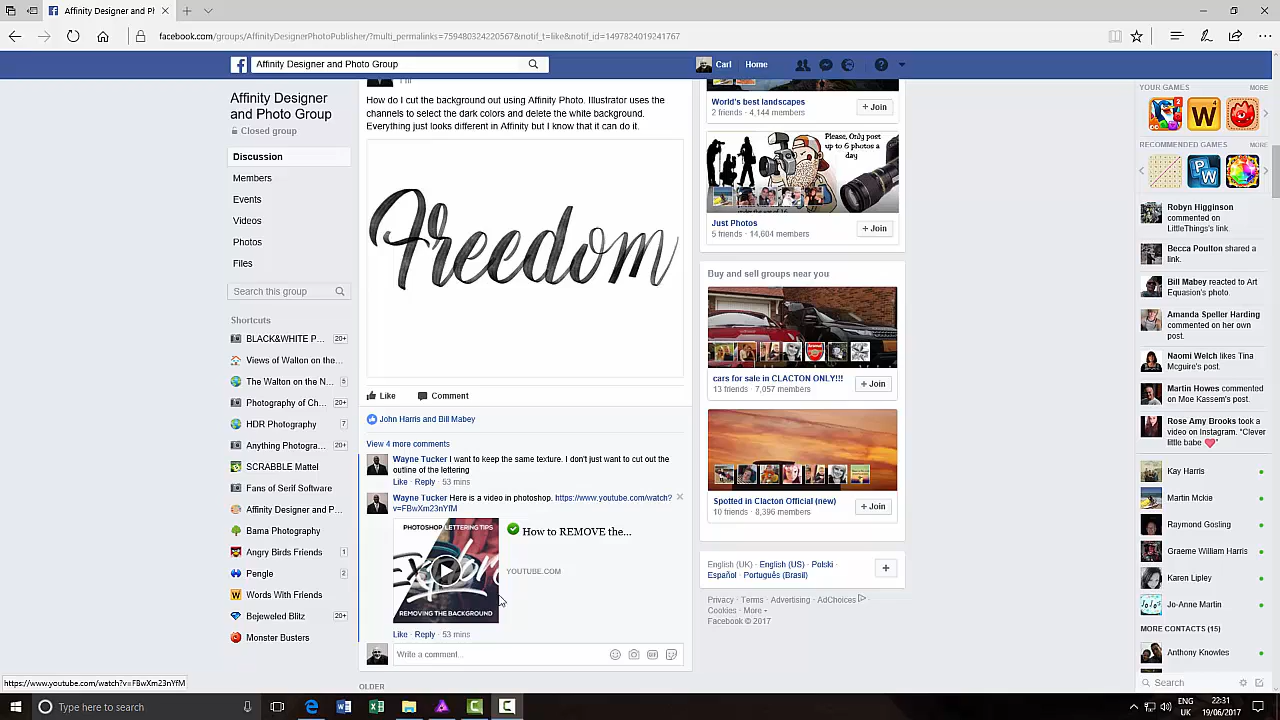 Affinity Designer and Ph
facebook.com/groups/AffinityDesignerPhotoPublisher/?multi_permalinks=759480324220567&notif_t=like&notif_id=1497824019241767
Affinity Designer and Photo Group
Carl
Home
Affinity Designer
and Photo Group
Closed group
Discussion
Members
Events
Videos
Photos
Files
Search this group
Shortcuts
BLACK&WHITE P... 20+
Views of Walton on the...
The Walton on the N... 5
Photography of Ch... 20+
HDR Photography 7
Anything Photogra... 20+
SCRABBLE Mattel
Fans of Serif Software
Affinity Designer and P...
Bama Photography
Angry Birds Friends 1
Pengle 2
Words With Friends
Bejeweled Blitz 20+
Monster Busters
How do I cut the background out using Affinity Photo. Illustrator uses the
channels to select the dark colors and delete the white background.
Everything just looks different in Affinity but I know that it can do it.
Freedom
Like
Comment
John Harris and Bill Mabey
View 4 more comments
Wayne Tucker I want to keep the same texture. I don't just want to cut out the
outline of the lettering
Like · Reply · 53 mins
Wayne Tucker Here is a video in photoshop. https://www.youtube.com/watch?
v=FBwXm23nYfM
PHOTOSHOP LETTERING TIPS
REMOVING THE BACKGROUND
How to REMOVE the...
YOUTUBE.COM
Like · Reply · 53 mins
Write a comment...
OLDER
World's best landscapes
2 friends · 4,144 members
+ Join
Please, Only post
up to 6 photos a
day
Just Photos
5 friends · 14,604 members
+ Join
Buy and sell groups near you
cars for sale in CLACTON ONLY!!!
13 friends · 7,057 members
+ Join
Spotted in Clacton Official (new)
10 friends · 8,396 members
+ Join
English (UK) · English (US) · Polski ·
Español · Português (Brasil)
Privacy · Terms · Advertising · AdChoices ·
Cookies · More
Facebook © 2017
YOUR GAMES MORE
RECOMMENDED GAMES MORE
Robyn Higginson
commented on
LittleThings's link.
Becca Poulton shared a
link.
Bill Mabey reacted to Art
Equasion's photo.
Amanda Speller Harding
commented on her own
post.
Naomi Welch likes Tina
Mcguire's post.
Martin Howes commented
on Moe Kassem's post.
Rose Amy Brooks took a
video on Instagram. "Clever
little babe 💗"
Kay Harris
Martin Mckie
Raymond Gosling
Graeme William Harris
Karen Lipley
Jo-Anne Martin
MORE CONTACTS (15)
Anthony Knowles
Search
https://www.youtube.com/watch?v=FBwXm23nYfM
Type here to search
ENG
UK
22:31
19/06/2017